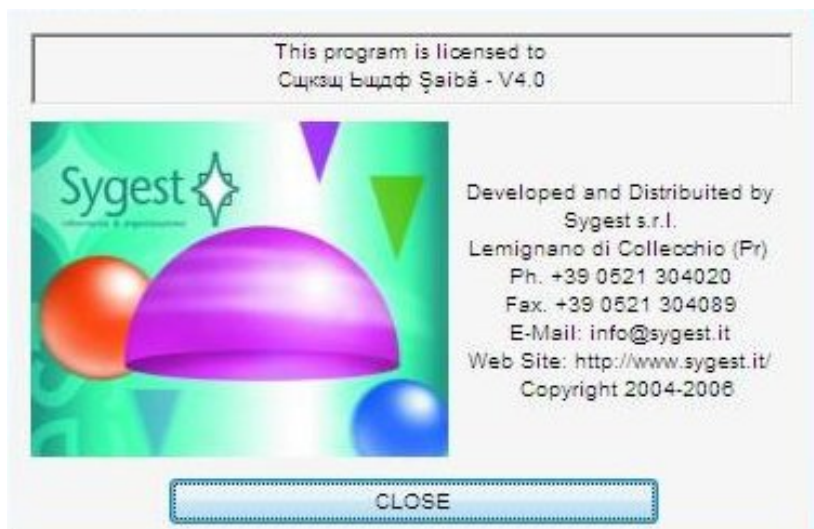 This program is licensed to
Сцкзщ Ьщдф Şaibă - V4.0
Sygest
Developed and Distribuited by
Sygest s.r.l.
Lemignano di Collecchio (Pr)
Ph. +39 0521 304020
Fax. +39 0521 304089
E-Mail: info@sygest.it
Web Site: http://www.sygest.it/
Copyright 2004-2006
CLOSE